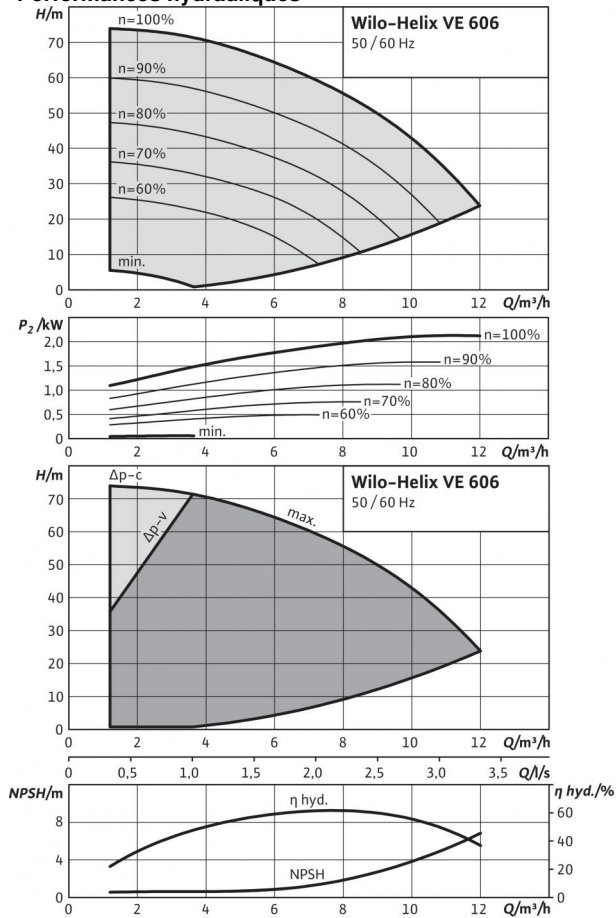 Performances hydrauliques
H/m
Wilo-Helix VE 606
50 / 60 Hz
n=100%
70
n=90%
60
50
n=80%
40
n=70%
30
n=60%
20
10
min.
0
0 2 4 6 8 10 12 Q/m³/h
P₂ /kW
2,0
n=100%
1,5
n=90%
1,0
n=80%
n=70%
0,5
n=60%
min.
0
0 2 4 6 8 10 12 Q/m³/h
H/m
Δp-c
Wilo-Helix VE 606
50 / 60 Hz
70
Δp-v
max.
60
50
40
30
20
10
0
0 2 4 6 8 10 12 Q/m³/h
0 0,5 1,0 1,5 2,0 2,5 3,0 3,5 Q/l/s
NPSH/m
η hyd./%
η hyd.
8
60
40
4
NPSH
20
0
0
0 2 4 6 8 10 12 Q/m³/h